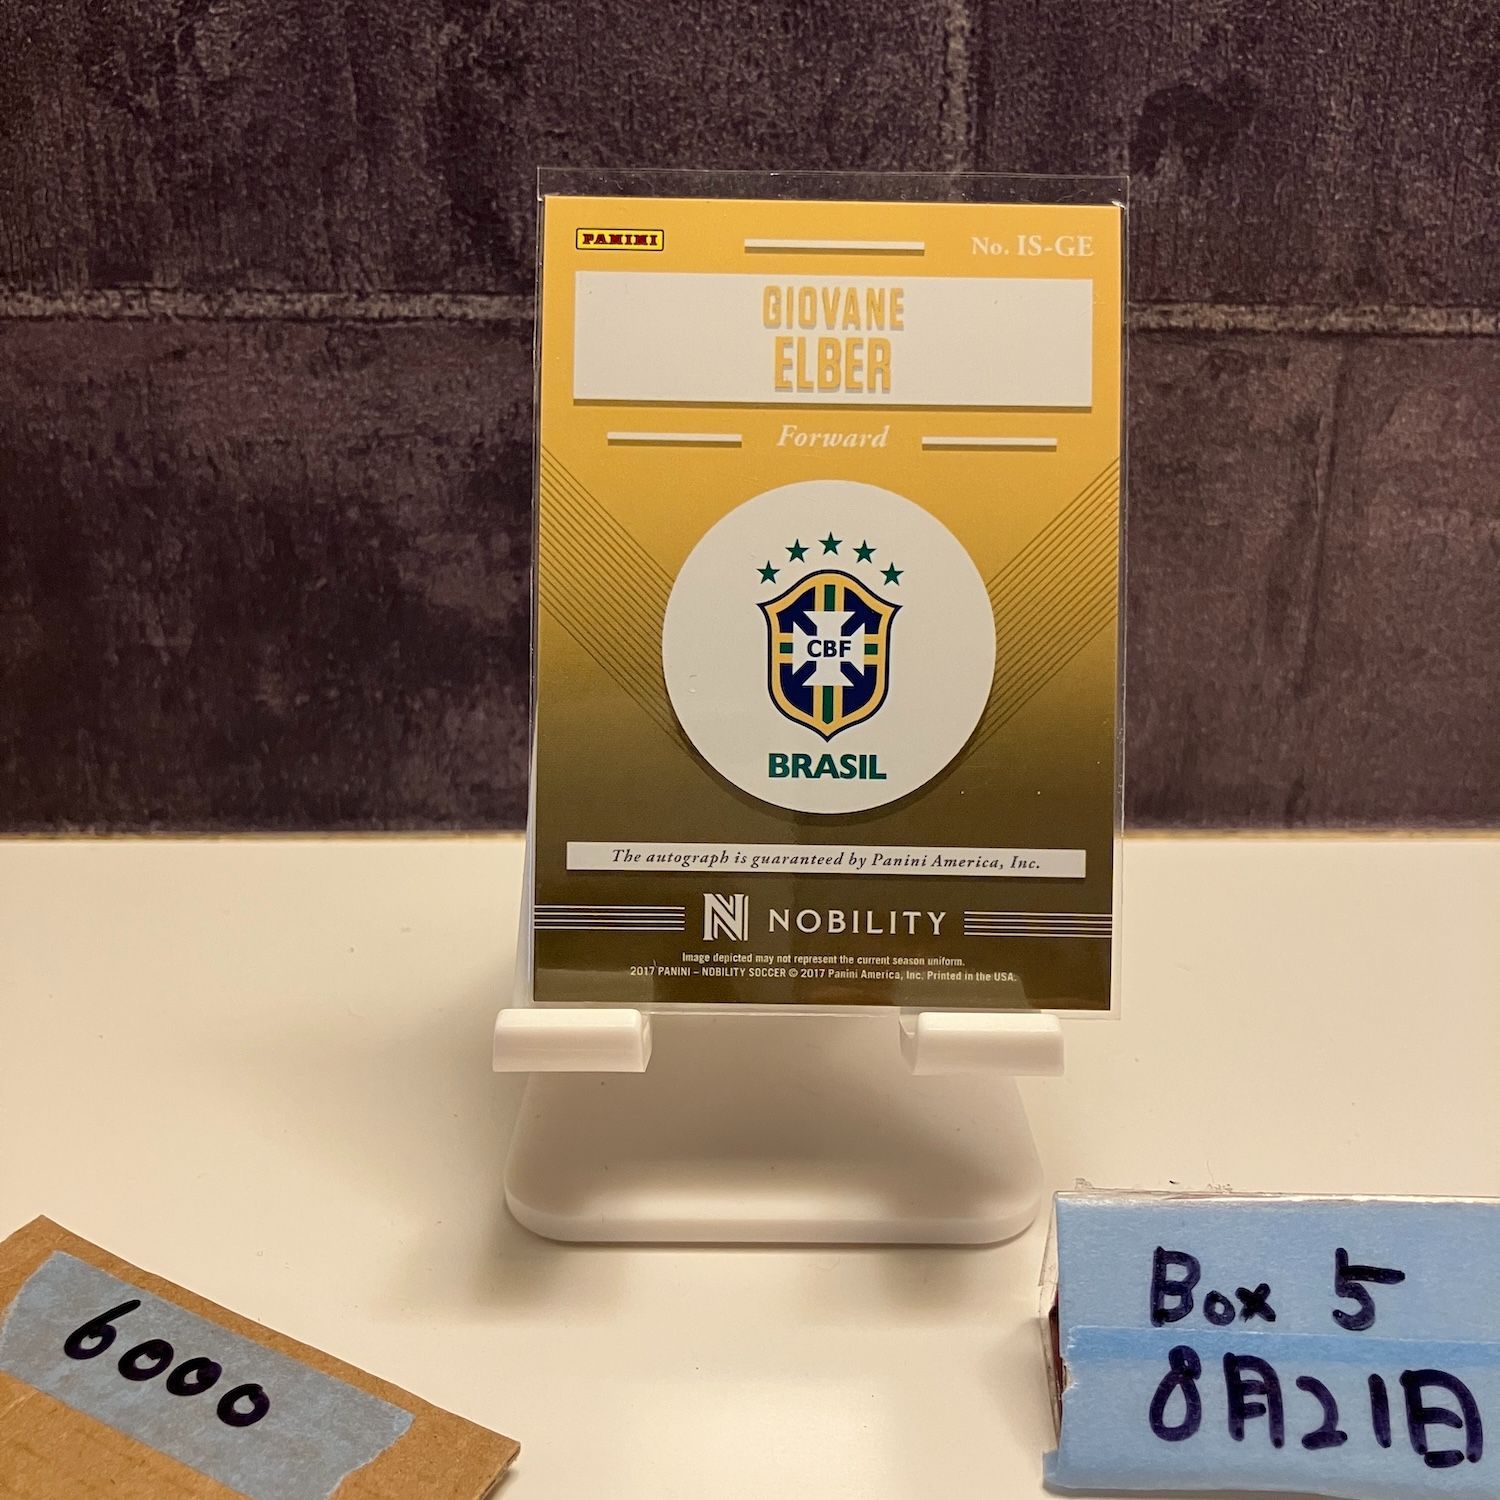 PANINI
No. IS-GE
GIOVANE
ELBER
Forward
CBF
BRASIL
The autograph is guaranteed by Panini America, Inc.
N NOBILITY
Image depicted may not represent the current season uniform.
2017 PANINI – NOBILITY SOCCER © 2017 Panini America, Inc. Printed in the USA.
6000
Box 5
8月21日